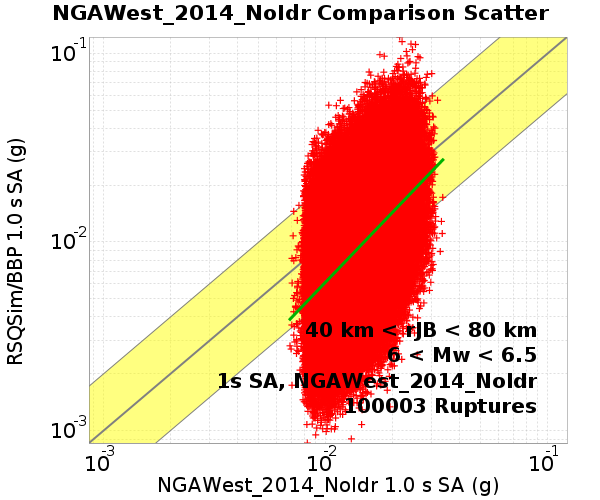 NGAWest_2014_NoIdr Comparison Scatter
10-1
10-2
10-3
RSQSim/BBP 1.0 s SA (g)
40 km < rJB < 80 km
6 < Mw < 6.5
1s SA, NGAWest_2014_NoIdr
100003 Ruptures
10-3 10-2 10-1
NGAWest_2014_NoIdr 1.0 s SA (g)